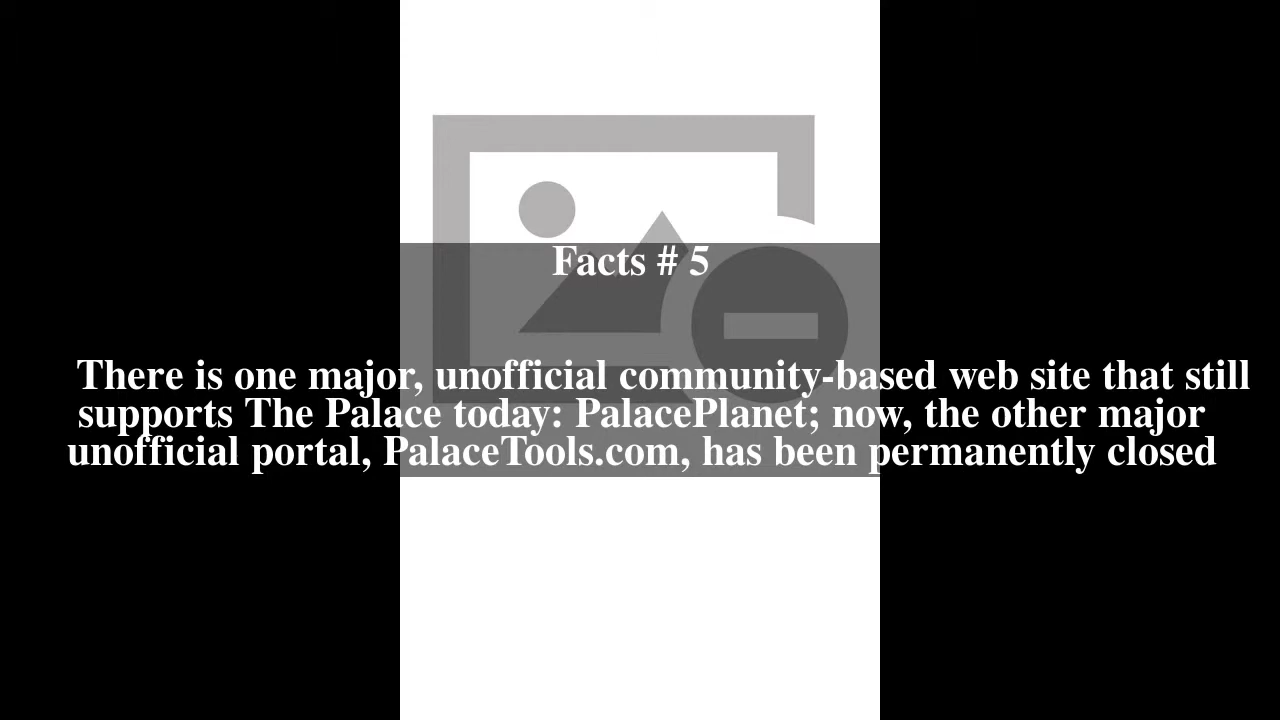 Facts # 5
There is one major, unofficial community-based web site that still
supports The Palace today: PalacePlanet; now, the other major
unofficial portal, PalaceTools.com, has been permanently closed